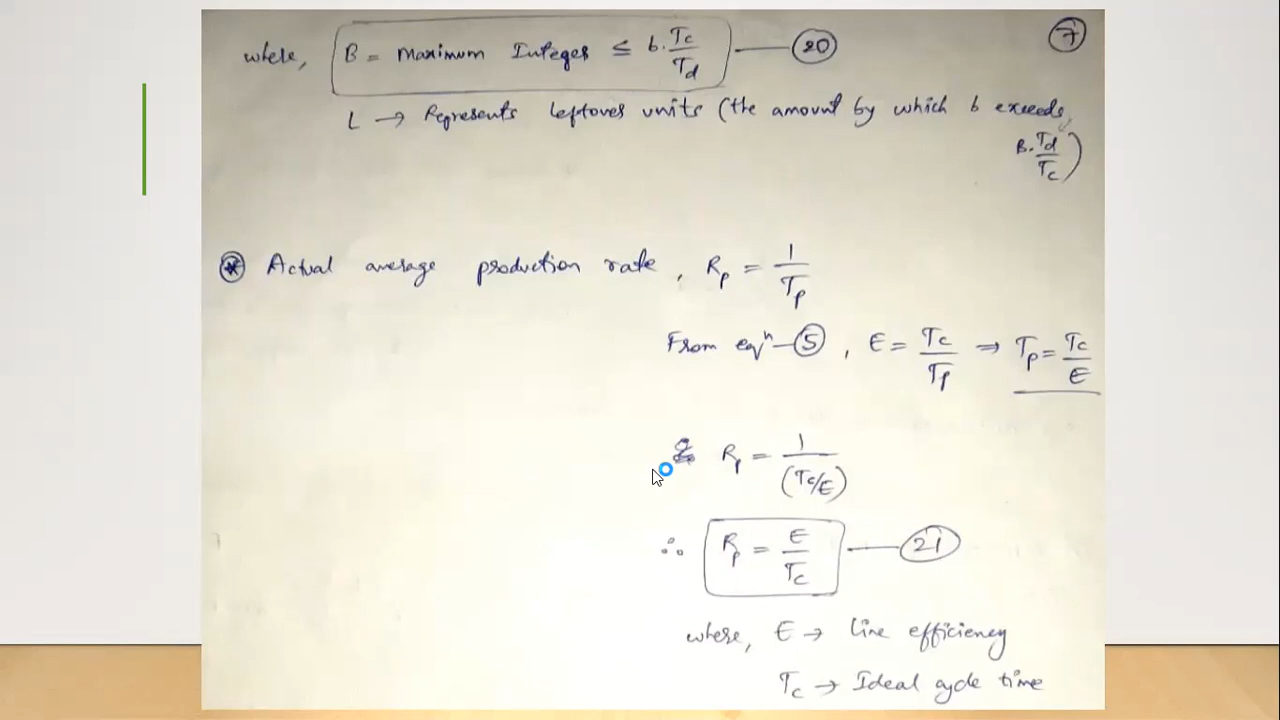 7
where, B = Maximum Integer ≤ b. Tc/Td — 20
L → Represents leftover units (the amount by which b exceeds
B. Td/Tc)
* Actual average production rate, Rp = 1/Tp
From eqn - 5, E = Tc/Tp ⇒ Tp = Tc/E
Rp = 1/(Tc/E)
∴ Rp = E/Tc — 21
where, E → Line efficiency
Tc → Ideal cycle time